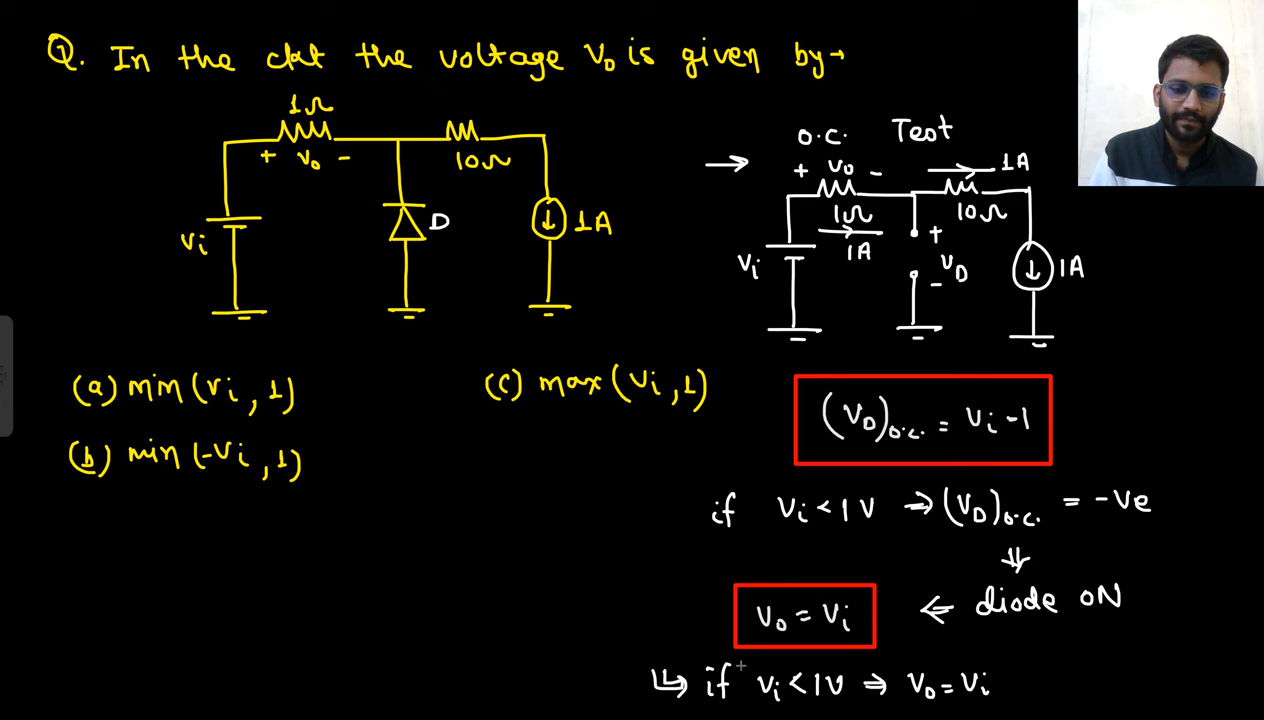 Q. In the ckt the voltage V₀ is given by→
1Ω
+ V₀ -
10Ω
Vi
D
1A
(a) min(Vi, 1)
(c) max(Vi, 1)
(b) min(-Vi, 1)
→ O.C. Test
+ V₀ -
1A
1Ω
10Ω
1A
Vi
+
VD
-
1A
(VD)o.c. = Vi - 1
if Vi < 1V ⇒ (VD)o.c. = -ve
⇓
V₀ = Vi ← diode ON
↳ if Vi < 1V ⇒ V₀ = Vi